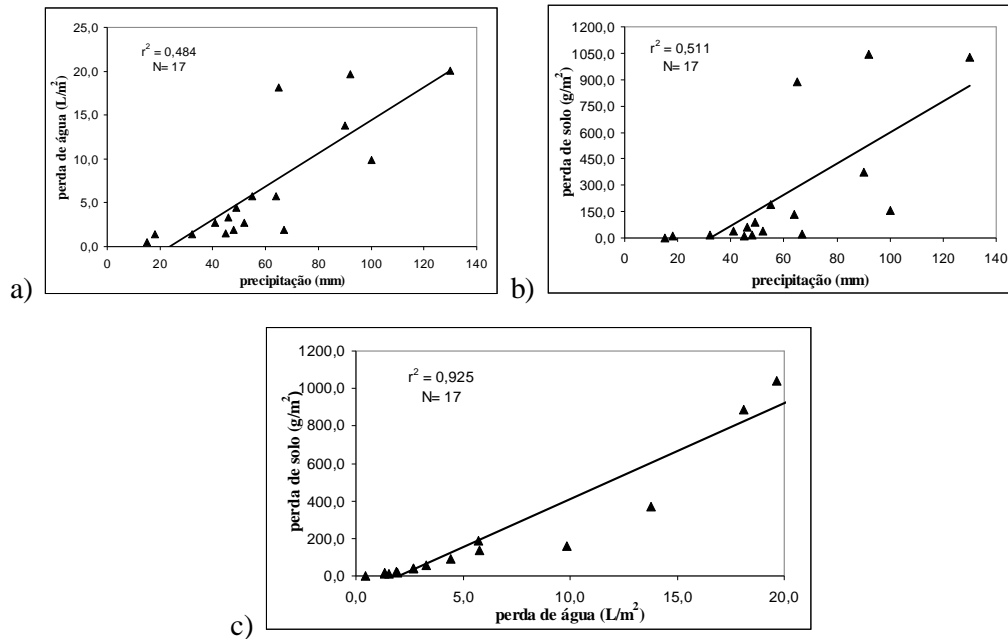 25,0
20,0
15,0
10,0
5,0
0,0
perda de água (L/m²)
r² = 0,484
N= 17
0 20 40 60 80 100 120 140
precipitação (mm)
a)
1200,0
1050,0
900,0
750,0
600,0
450,0
300,0
150,0
0,0
perda de solo (g/m²)
r² = 0,511
N= 17
0 20 40 60 80 100 120 140
precipitação (mm)
b)
1200,0
1000,0
800,0
600,0
400,0
200,0
0,0
perda de solo (g/m²)
r² = 0,925
N= 17
0,0 5,0 10,0 15,0 20,0
perda de água (L/m²)
c)